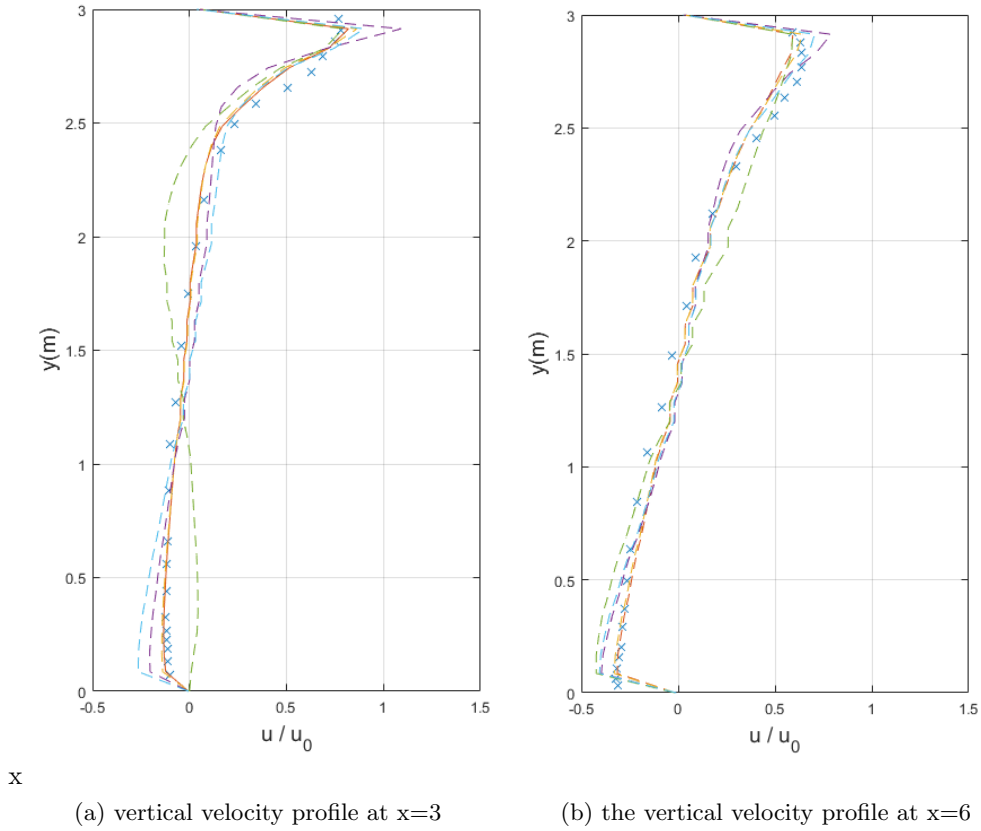 3
2.5
2
1.5
1
0.5
0
y(m)
-0.5 0 0.5 1 1.5
u / u0
3
2.5
2
1.5
1
0.5
0
y(m)
-0.5 0 0.5 1 1.5
u / u0
x
(a) vertical velocity profile at x=3
(b) the vertical velocity profile at x=6